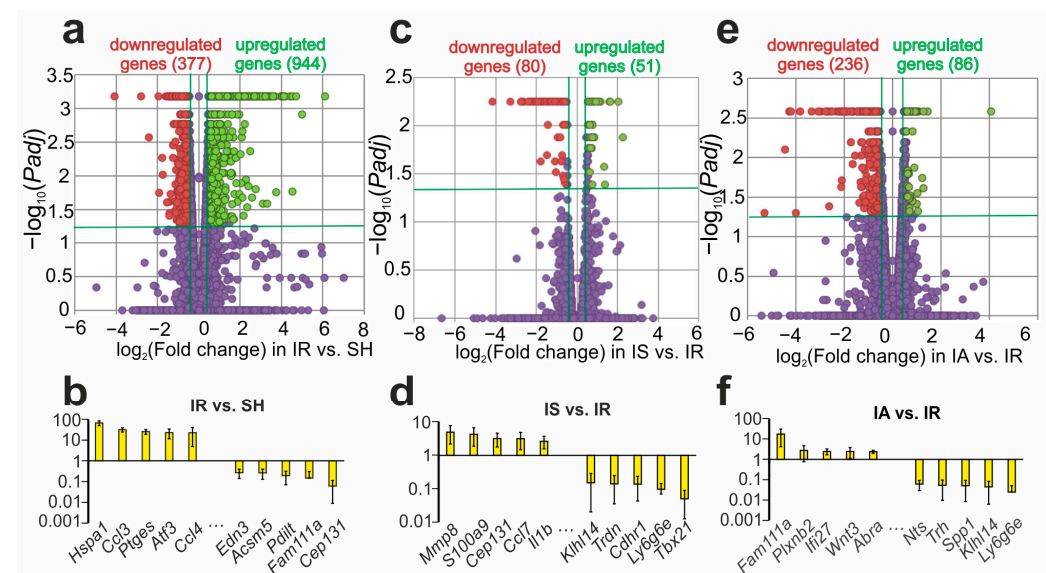 a
downregulated genes (377)
upregulated genes (944)
−log10(Padj)
3.5
3
2.5
2
1.5
1
0.5
0
−6 −4 −2 0 2 4 6 8
log2(Fold change) in IR vs. SH
c
downregulated genes (80)
upregulated genes (51)
−log10(Padj)
2.5
2
1.5
1
0.5
0
−8 −6 −4 −2 0 2 4 6
log2(Fold change) in IS vs. IR
e
downregulated genes (236)
upregulated genes (86)
−log10(Padj)
3
2.5
2
1.5
1
0.5
0
−6 −4 −2 0 2 4 6
log2(Fold change) in IA vs. IR
b
IR vs. SH
100
10
1
0.1
0.01
0.001
Hspa1 Ccl3 Ptges Atf3 Ccl4 ... Edn3 Acsm5 Pdilt Fam111a Cep131
d
IS vs. IR
10
1
0.1
0.01
Mmp8 S100a9 Cep131 Ccl7 Il1b ... Klhl14 Trdn Cdhr1 Ly6g6e Tbx21
f
IA vs. IR
100
10
1
0.1
0.01
0.001
Fam111a Plxnb2 Ifi27 Wnt3 Abra ... Nts Trh Spp1 Klhl14 Ly6g6e